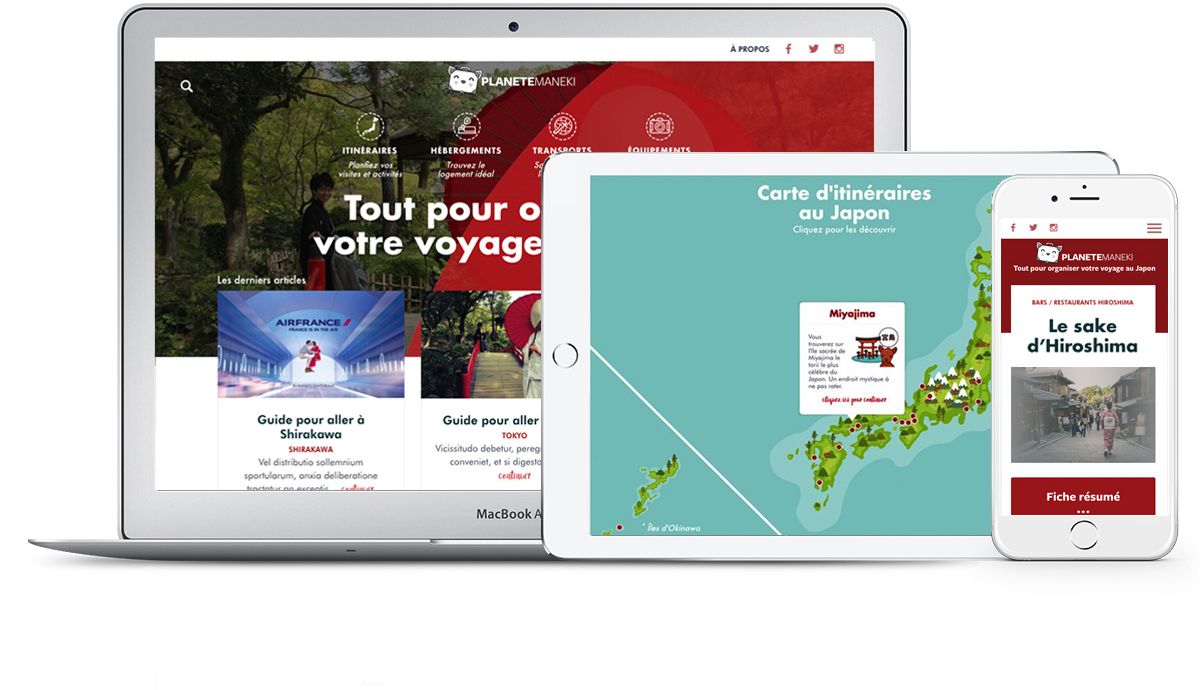 À PROPOS
PLANETEMANEKI
ITINÉRAIRES
Planifiez vos
visites et activités
HÉBERGEMENTS
Trouvez le
logement idéal
TRANSPORTS
ÉQUIPEMENTS
Tout pour o
votre voyage
Les derniers articles
AIRFRANCE
FRANCE IS IN THE AIR
Guide pour aller à
Shirakawa
SHIRAKAWA
Vel distributio sollemnium
sportularum, anxia deliberatione
tractatur an exceptis
continuer
Guide pour aller
TOKYO
Vicissitudo debetur, pereg
conveniet, et si digesto
continuer
MacBook A
Carte d'itinéraires
au Japon
Cliquez pour les découvrir
Miyajima
Vous
trouverez sur
l'île sacrée de
Miyajima le
torii le plus
célèbre du
Japon. Un endroit mystique à
ne pas rater.
宮島
cliquez ici pour continuer
* Îles d'Okinawa
PLANETEMANEKI
Tout pour organiser votre voyage au Japon
BARS / RESTAURANTS HIROSHIMA
Le sake
d’Hiroshima
Fiche résumé
...